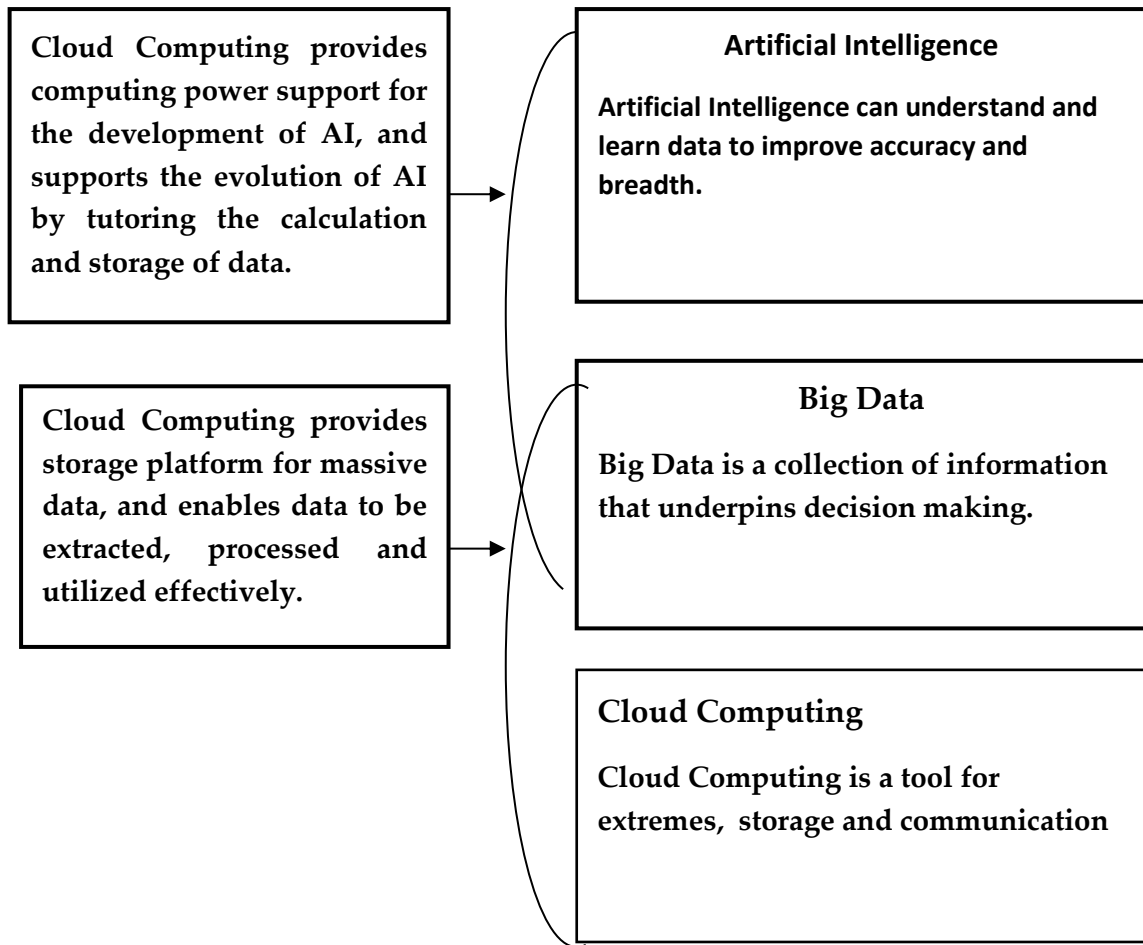 Cloud Computing provides
computing power support for
the development of AI, and
supports the evolution of AI
by tutoring the calculation
and storage of data.
Cloud Computing provides
storage platform for massive
data, and enables data to be
extracted, processed and
utilized effectively.
Artificial Intelligence
Artificial Intelligence can understand and
learn data to improve accuracy and
breadth.
Big Data
Big Data is a collection of information
that underpins decision making.
Cloud Computing
Cloud Computing is a tool for
extremes, storage and communication